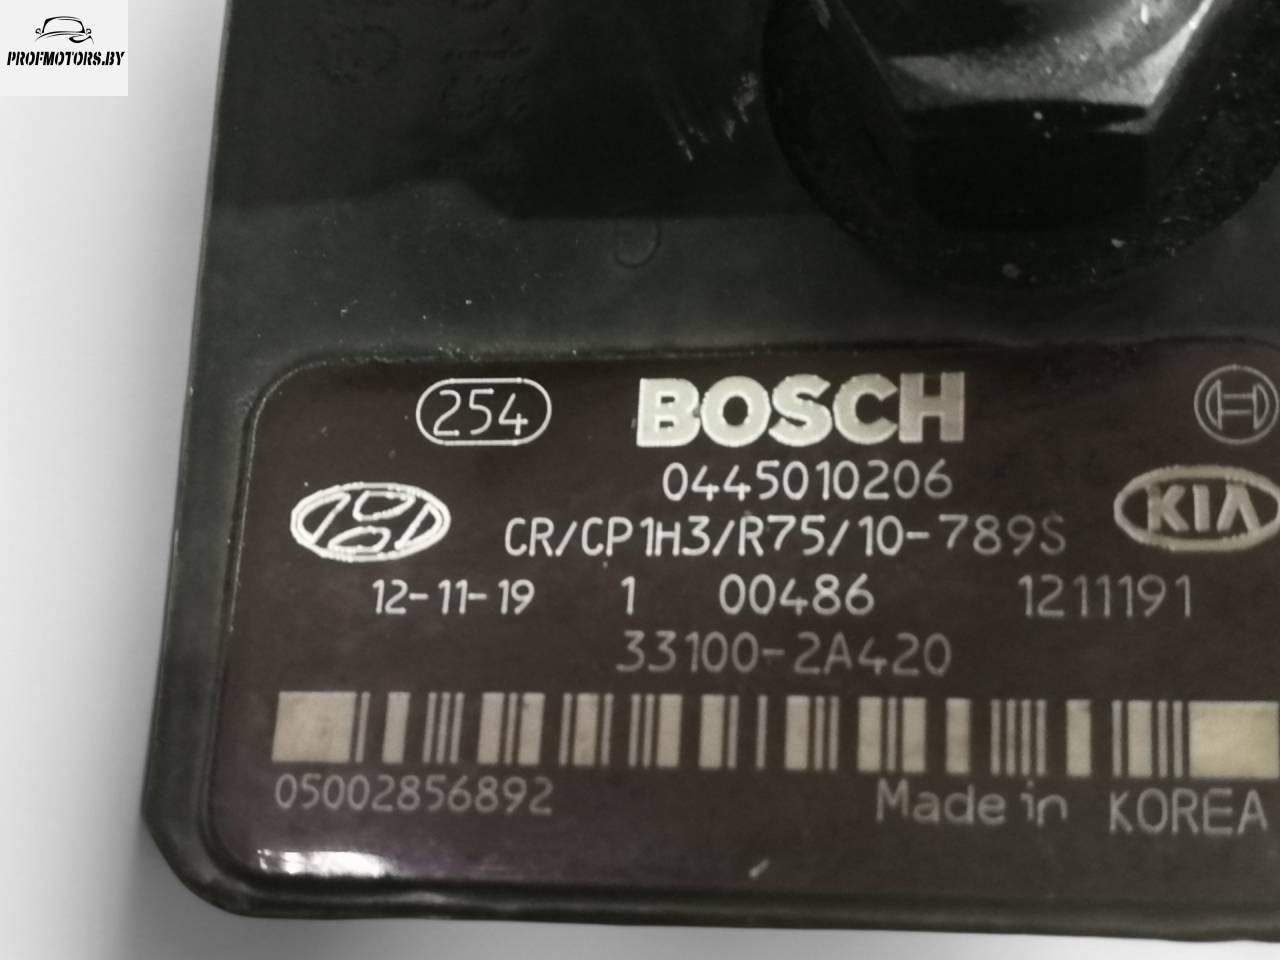 PROFMOTORS.BY
254 BOSCH
0445010206
KIA
CR/CP1H3/R75/10-789S
12-11-19 1 00486 1211191
33100-2A420
05002856892 Made in KOREA